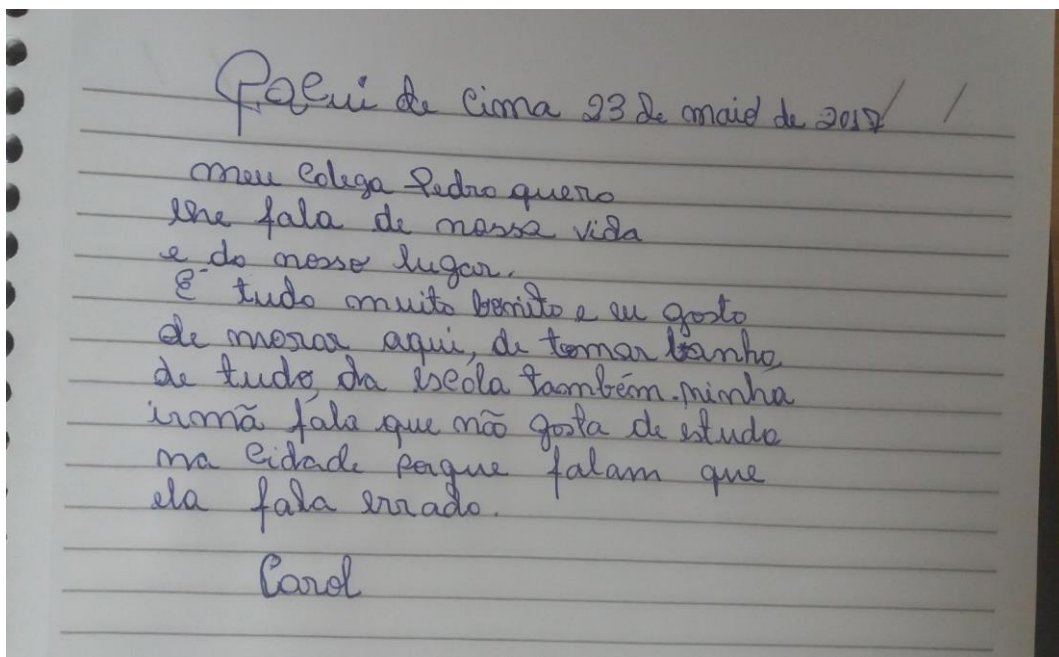 de cima 23 de maio de 2017
meu colega Pedro quero
lhe fala de nossa vida
e do nosso lugar.
É tudo muito bonito e eu gosto
de morar aqui, de tomar banho,
de tudo, da escola também. minha
irmã fala que não gosta de estuda
na cidade porque falam que
ela fala errado.
Carol